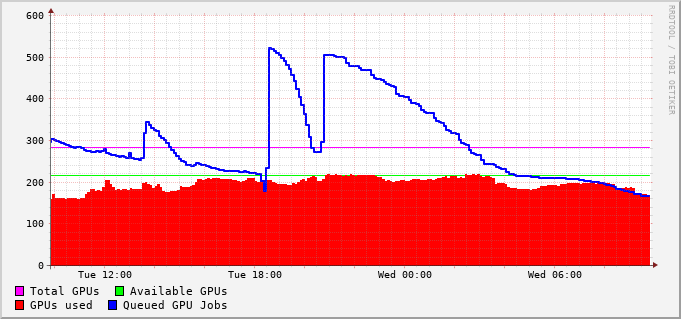 600
500
400
300
200
100
0
Tue 12:00 Tue 18:00 Wed 00:00 Wed 06:00
Total GPUs Available GPUs
GPUs used Queued GPU Jobs
RRDTOOL / TOBI OETIKER